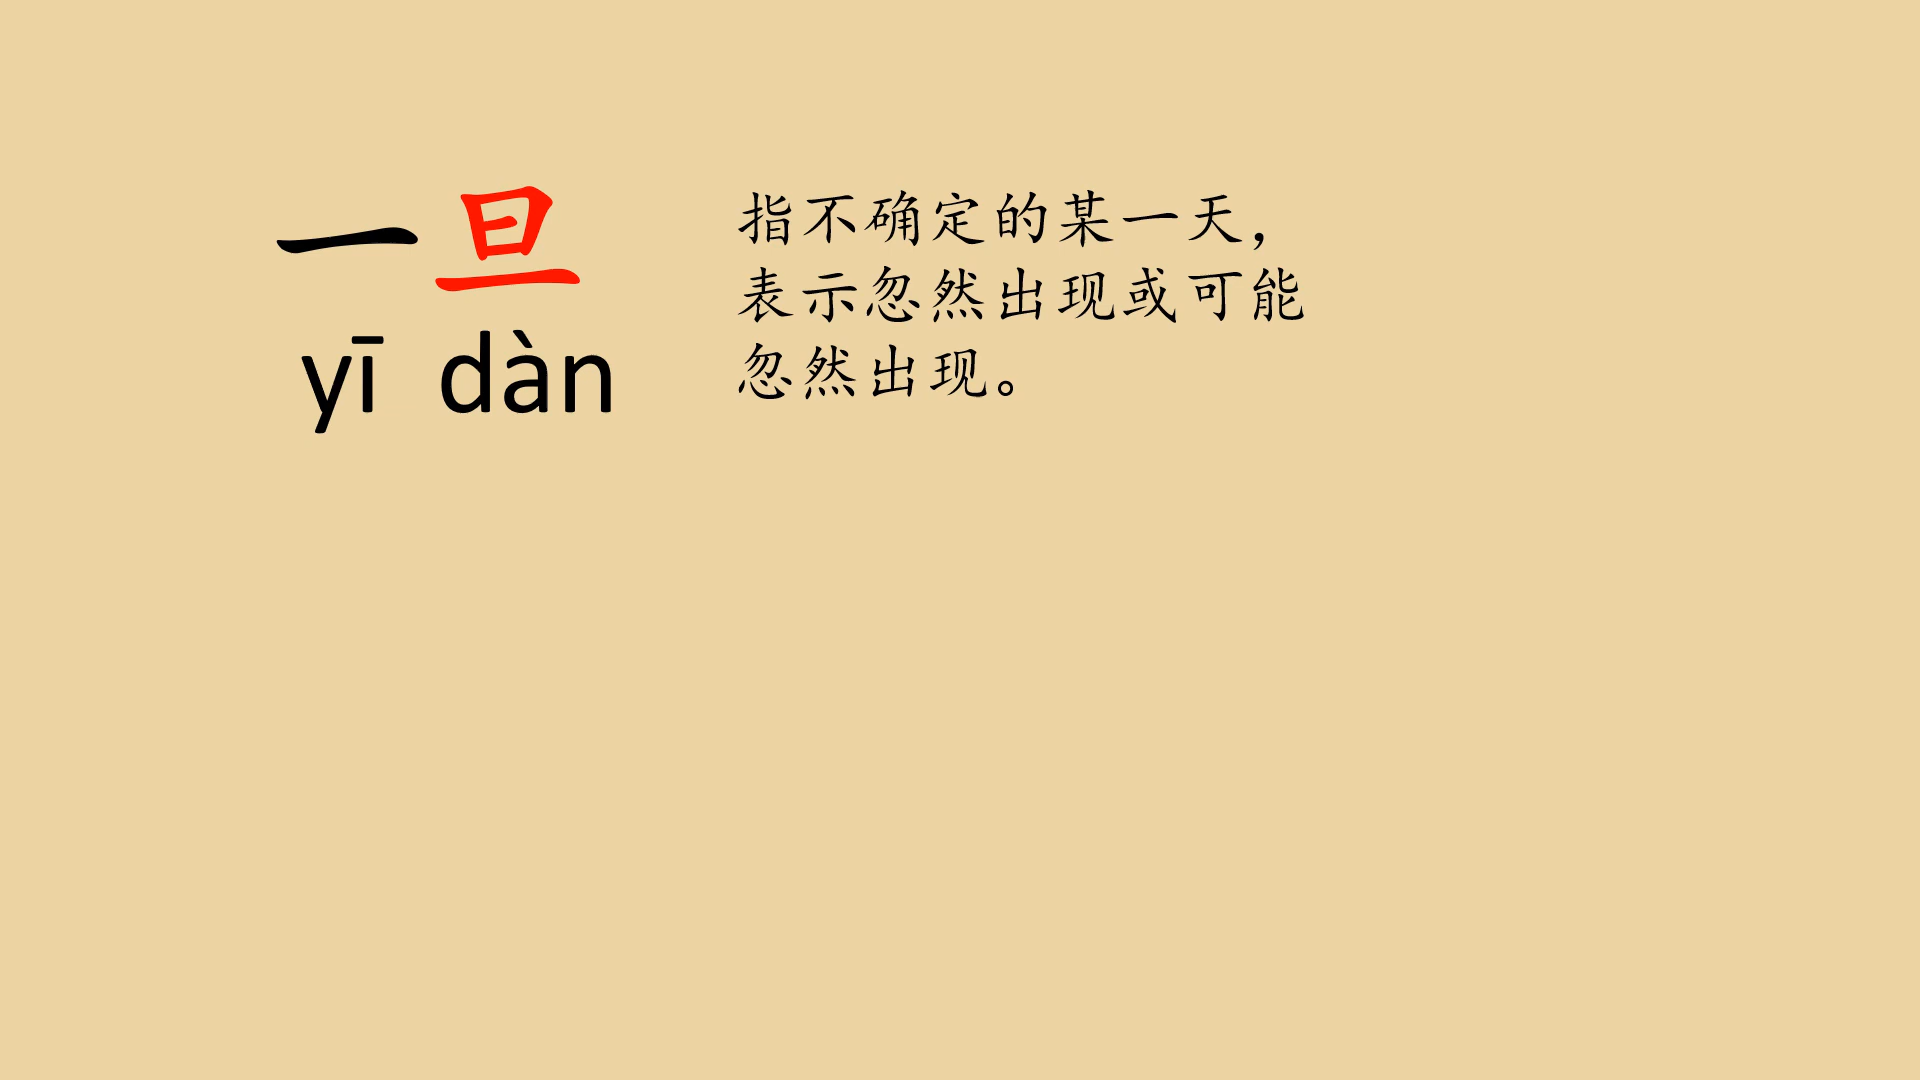 一旦
yī dàn
指不确定的某一天，
表示忽然出现或可能
忽然出现。